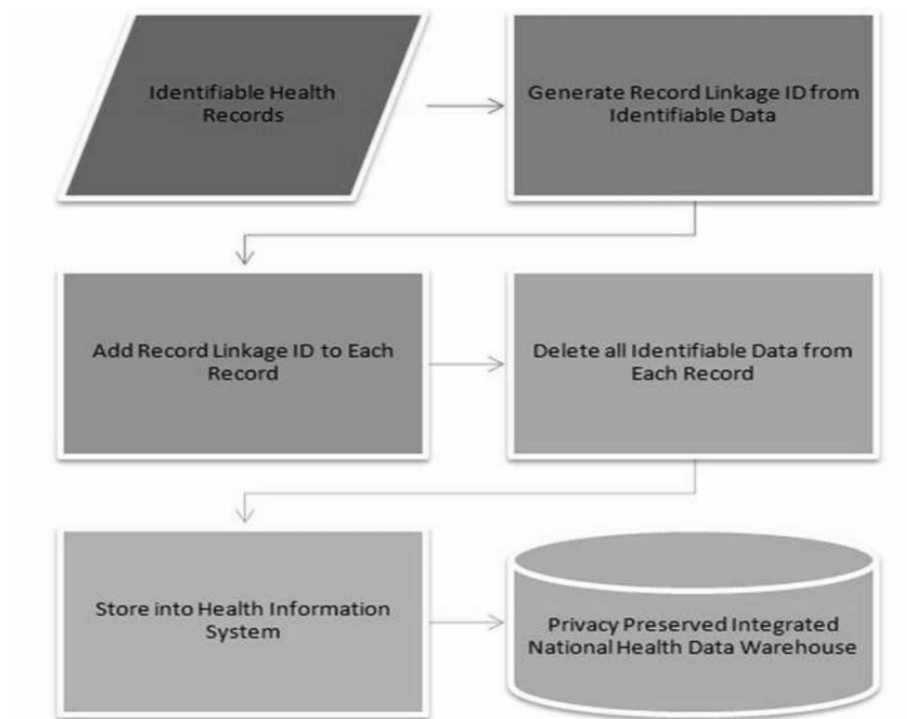 Identifiable Health
Records
Generate Record Linkage ID from
Identifiable Data
Add Record Linkage ID to Each
Record
Delete all Identifiable Data from
Each Record
Store into Health Information
System
Privacy Preserved Integrated
National Health Data Warehouse